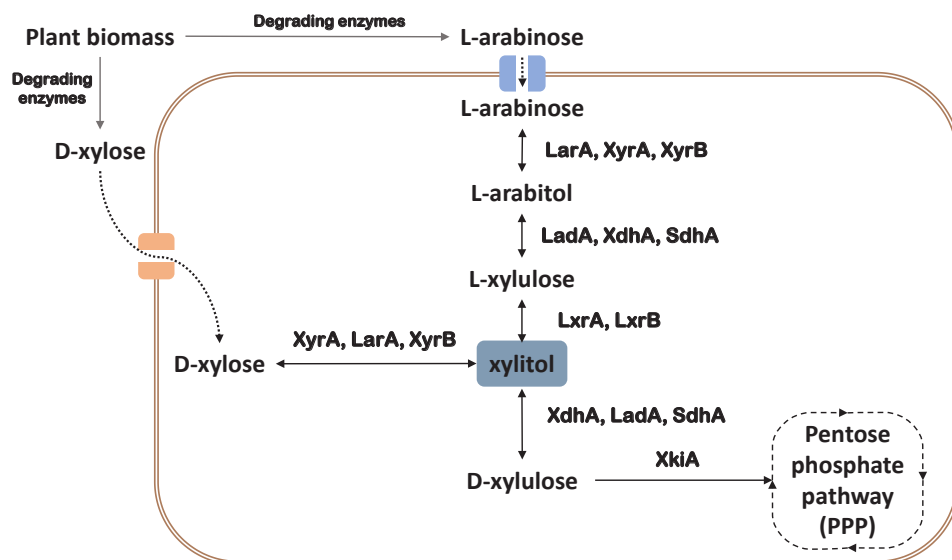 Degrading enzymes
Plant biomass
L-arabinose
Degrading
enzymes
L-arabinose
D-xylose
LarA, XyrA, XyrB
L-arabitol
LadA, XdhA, SdhA
L-xylulose
LxrA, LxrB
XyrA, LarA, XyrB
D-xylose
xylitol
XdhA, LadA, SdhA
Pentose
phosphate
pathway
(PPP)
XkiA
D-xylulose